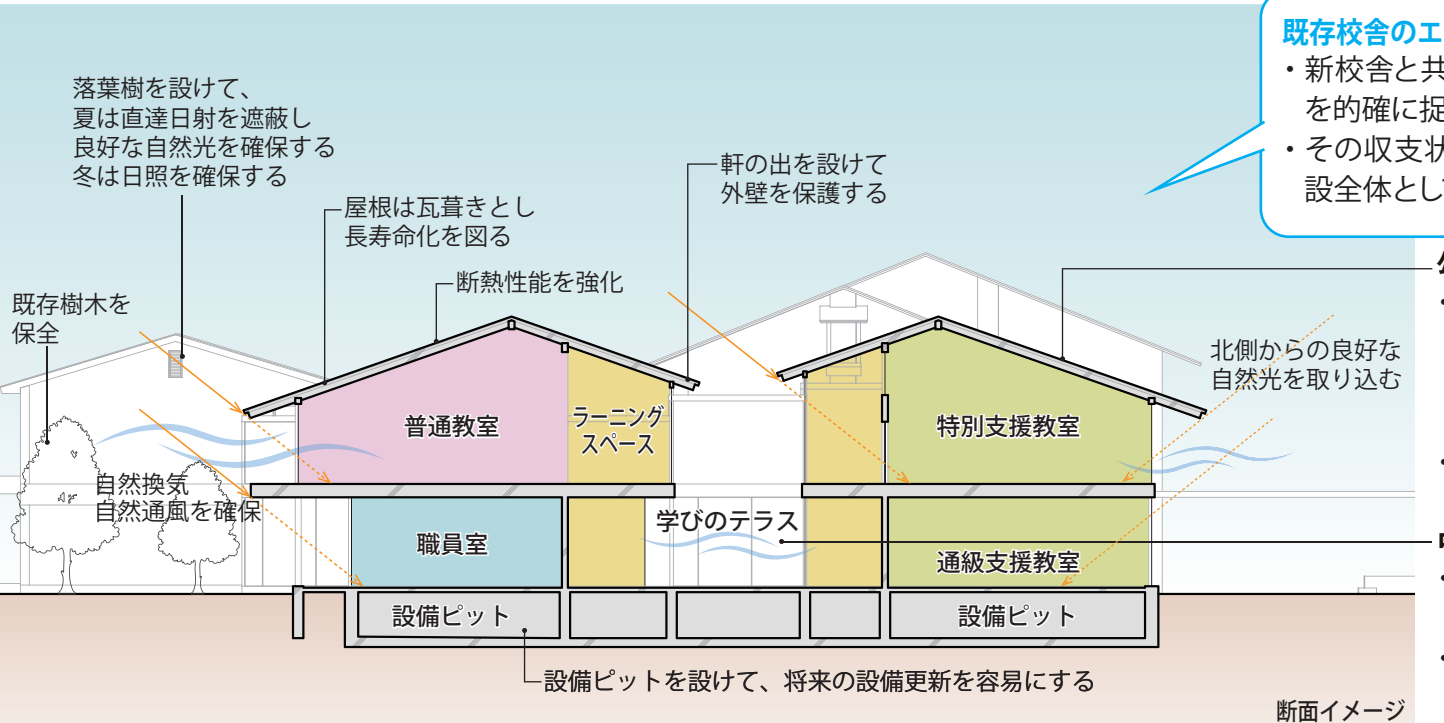 既存校舎のエ
・新校舎と共
を的確に捉
・その収支状
設全体とし
落葉樹を設けて、
夏は直達日射を遮蔽し
良好な自然光を確保する
冬は日照を確保する
軒の出を設けて
外壁を保護する
屋根は瓦葺きとし
長寿命化を図る
断熱性能を強化
既存樹木を
保全
北側からの良好な
自然光を取り込む
普通教室
ラーニング
スペース
特別支援教室
自然換気
自然通風を確保
職員室
学びのテラス
通級支援教室
設備ピット
設備ピット
設備ピットを設けて、将来の設備更新を容易にする
断面イメージ